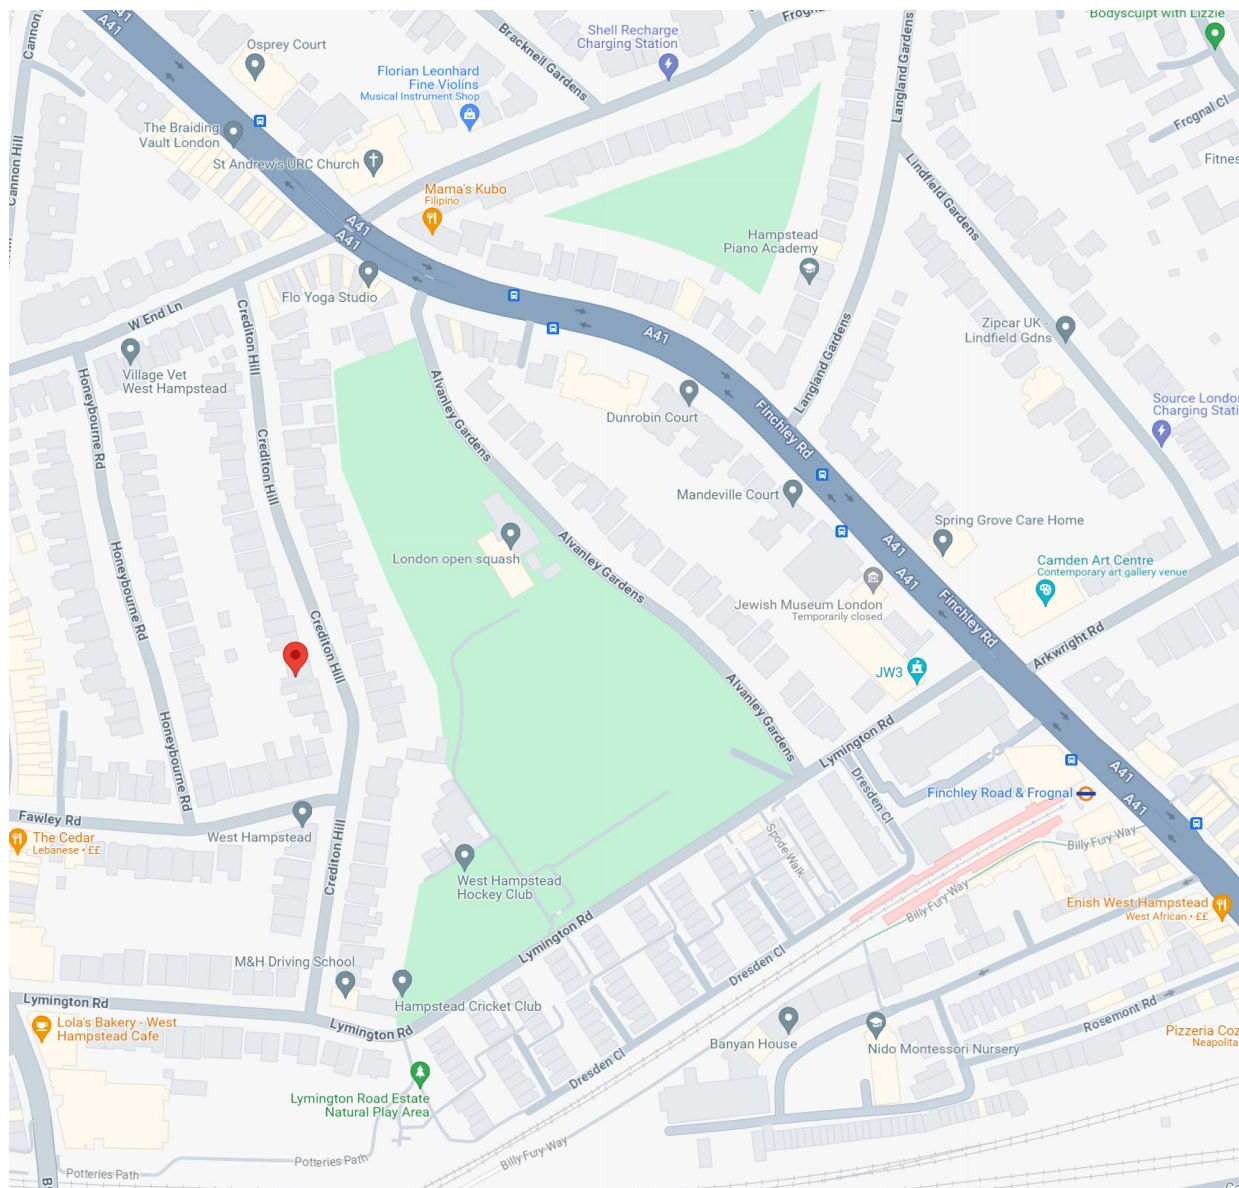 Cannon
A41
A41
Osprey Court
Bracknell Gardens
Shell Recharge
Charging Station
Frognal
Langland Gardens
Bodysculpt with Lizzie
Florian Leonhard
Fine Violins
Musical Instrument Shop
The Braiding
Vault London
St Andrew's URC Church
Cannon Hill
Frognal Cl
Fitnes
Lindfield Gardens
Mama's Kubo
Filipino
A41
A41
Hampstead
Piano Academy
Flo Yoga Studio
W End Ln
Crediton Hill
A41
Zipcar UK -
Lindfield Gdns
Village Vet
West Hampstead
Honeybourne Rd
Alvanley Gardens
Langland Gardens
Dunrobin Court
Finchley Rd
Source London
Charging Stati
Crediton Hill
Mandeville Court
Spring Grove Care Home
London open squash
Alvanley Gardens
A41
A41
Camden Art Centre
Contemporary art gallery venue
Honeybourne Rd
Jewish Museum London
Temporarily closed
Finchley Rd
Crediton Hill
Arkwright Rd
JW3
Alvanley Gardens
Lymington Rd
Honeybourne Rd
Dresden Cl
A41
A41
Finchley Road & Frognal
Fawley Rd
The Cedar
Lebanese • ££
West Hampstead
Crediton Hill
Spode Walk
Billy Fury Way
West Hampstead
Hockey Club
Billy Fury Way
Enish West Hampstead
West African • ££
Lymington Rd
Dresden Cl
M&H Driving School
Hampstead Cricket Club
Lymington Rd
Lymington Rd
Rosemont Rd
Lola's Bakery - West
Hampstead Cafe
Banyan House
Nido Montessori Nursery
Pizzeria Coz
Neapolita
Dresden Cl
Lymington Road Estate
Natural Play Area
Billy Fury Way
Potteries Path
Potteries Path